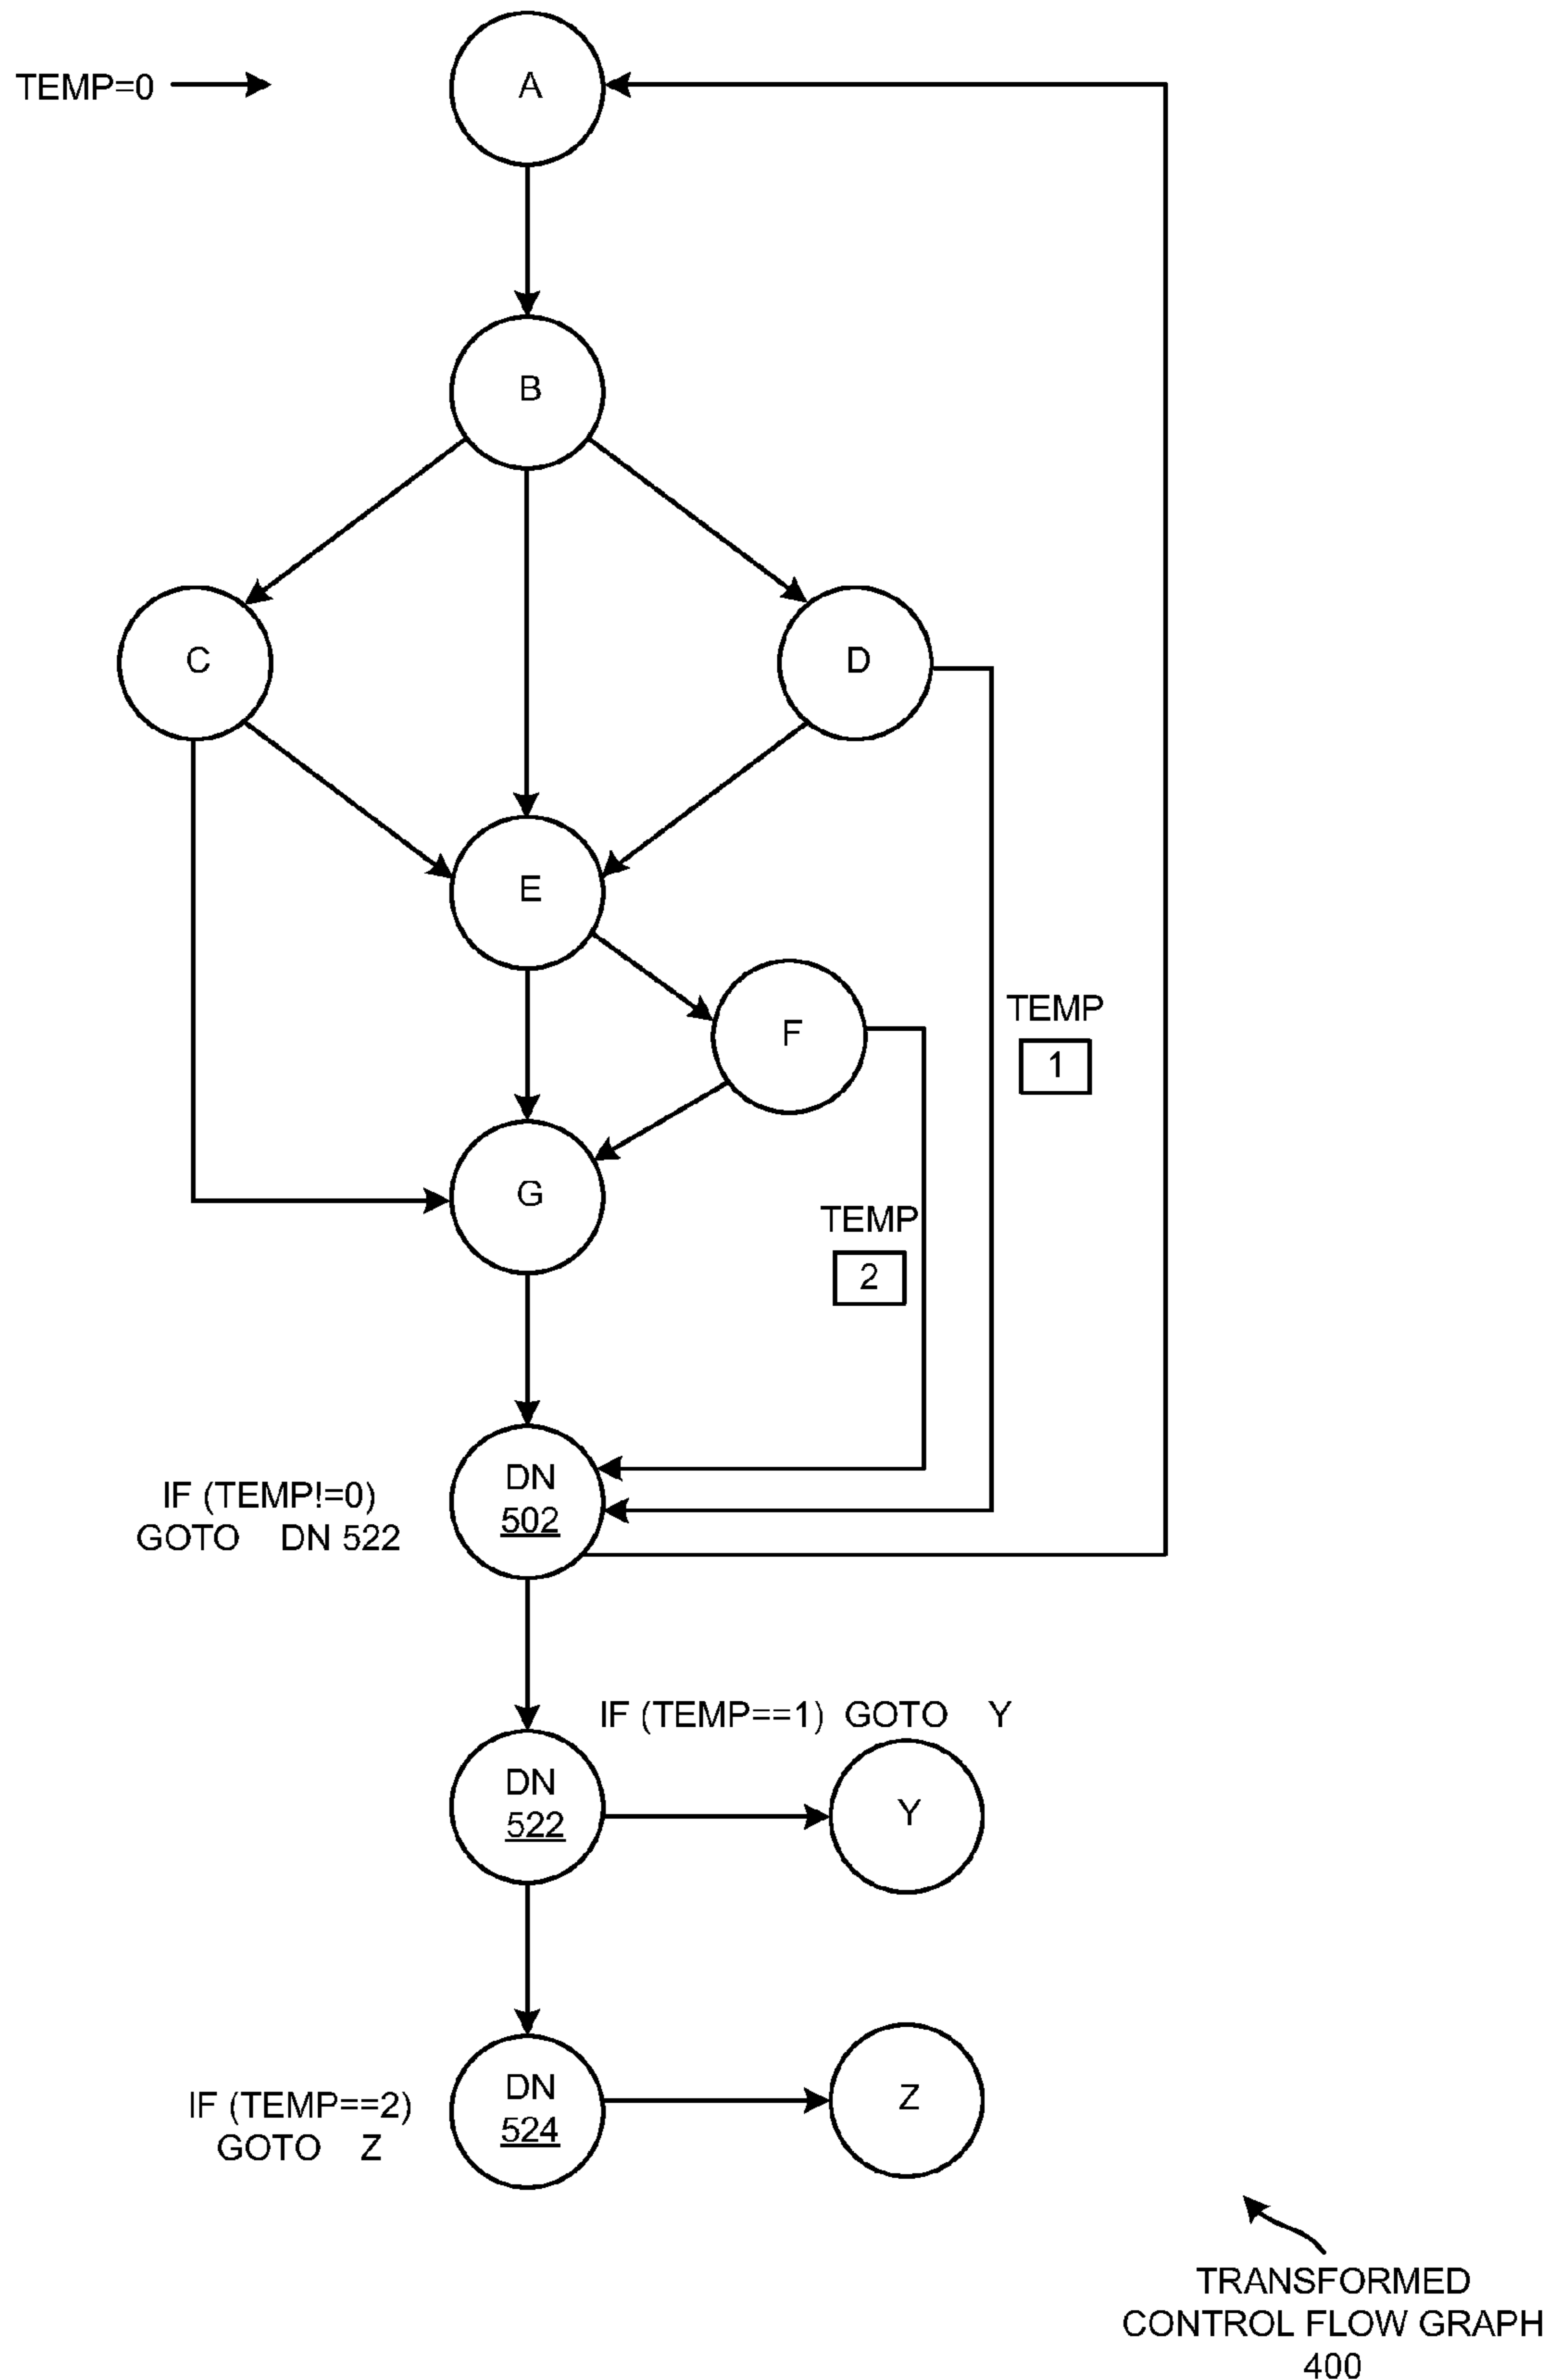 TEMP=0
A
B
C
D
E
F
TEMP
1
G
TEMP
2
DN
502
IF (TEMP!=0)
GOTO DN 522
IF (TEMP==1) GOTO Y
DN
522
Y
DN
524
Z
IF (TEMP==2)
GOTO Z
TRANSFORMED
CONTROL FLOW GRAPH
400